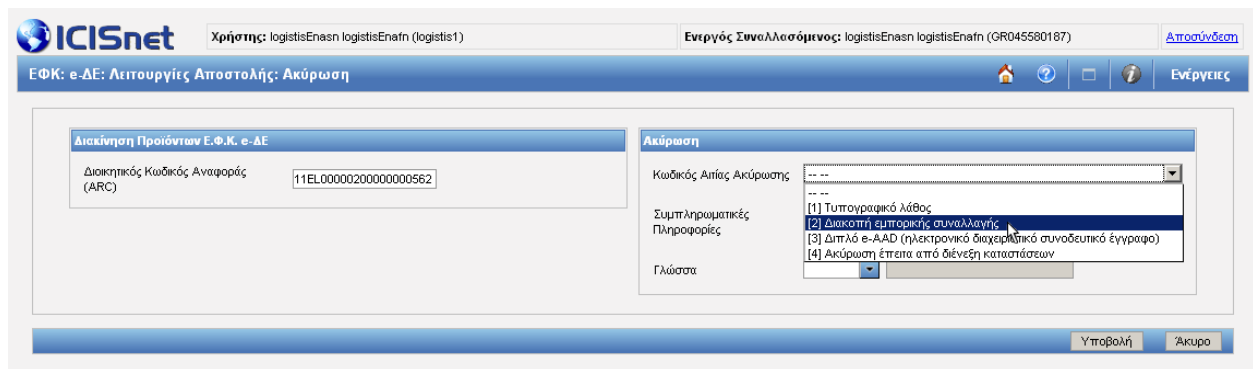 ICISnet
Χρήστης: logistisEnasn logistisEnafn (logistis1)
Ενεργός Συναλλασόμενος: logistisEnasn logistisEnafn (GR045580187)
Αποσύνδεση
ΕΦΚ: e-ΔΕ: Λειτουργίες Αποστολής: Ακύρωση
Ενέργειες
Διακίνηση Προϊόντων Ε.Φ.Κ. e-ΔΕ
Διοικητικός Κωδικός Αναφοράς
(ARC)
11EL00000200000000562
Ακύρωση
Κωδικός Αιτίας Ακύρωσης
-- --
-- --
[1] Τυπογραφικό λάθος
[2] Διακοπή εμπορικής συναλλαγής
[3] Διπλό e-AAD (ηλεκτρονικό διαχειριστικό συνοδευτικό έγγραφο)
[4] Ακύρωση έπειτα από διένεξη καταστάσεων
Συμπληρωματικές
Πληροφορίες
Γλώσσα
Υποβολή
Άκυρο